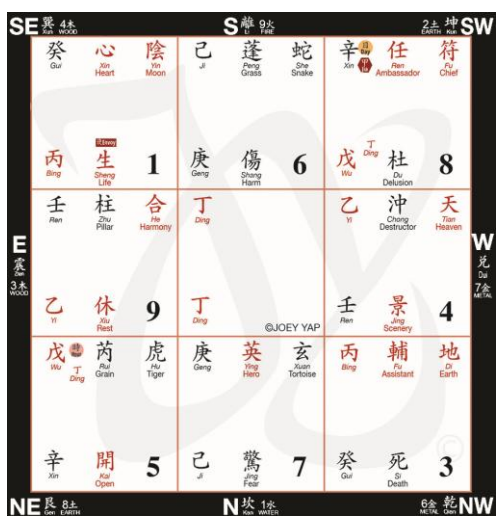 SE 巽 Xun 4木 WOOD S 離 Li 9火 FIRE 2土 EARTH 坤 Kun SW
癸 心 陰 己 蓬 蛇 辛 日 Day 任 符
Gui Xin Yin Ji Peng She Xin Ren Fu
Heart Moon Grass Snake Ambassador Chief
使 Envoy 丁
丙 生 1 庚 傷 6 戊 Ding 杜 8
Bing Sheng Geng Shang Wu Du
Life Harm Delusion
壬 柱 合 丁 乙 沖 天
Ren Zhu He Ding Yi Chong Tian
Pillar Harmony Destructor Heaven
E 震 Zen 3木 WOOD W 兌 Dui 7金 METAL
乙 休 9 丁 壬 景 4
Yi Xiu Ding Ren Jing
Rest ©JOEY YAP Scenery
戊 時 芮 虎 庚 英 玄 丙 輔 地
Wu 丁 Rui Hu Geng Ying Xuan Bing Fu Di
Ding Grain Tiger Hero Tortoise Assistant Earth
辛 開 5 己 驚 7 癸 死 3
Xin Kai Ji Jing Gui Si
Open Fear Death
NE 艮 Gen 8土 EARTH N 坎 Kan 1水 WATER 6金 METAL 乾 Qian NW